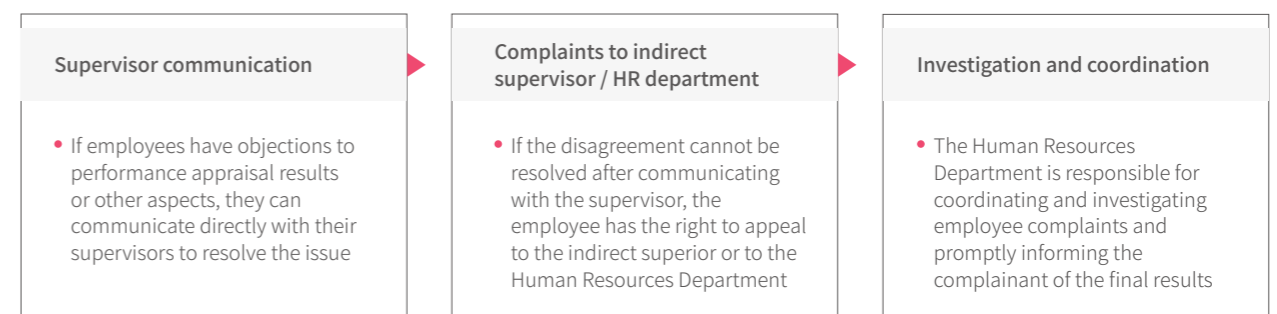 Supervisor communication
• If employees have objections to
performance appraisal results
or other aspects, they can
communicate directly with their
supervisors to resolve the issue
Complaints to indirect
supervisor / HR department
• If the disagreement cannot be
resolved after communicating
with the supervisor, the
employee has the right to appeal
to the indirect superior or to the
Human Resources Department
Investigation and coordination
• The Human Resources
Department is responsible for
coordinating and investigating
employee complaints and
promptly informing the
complainant of the final results